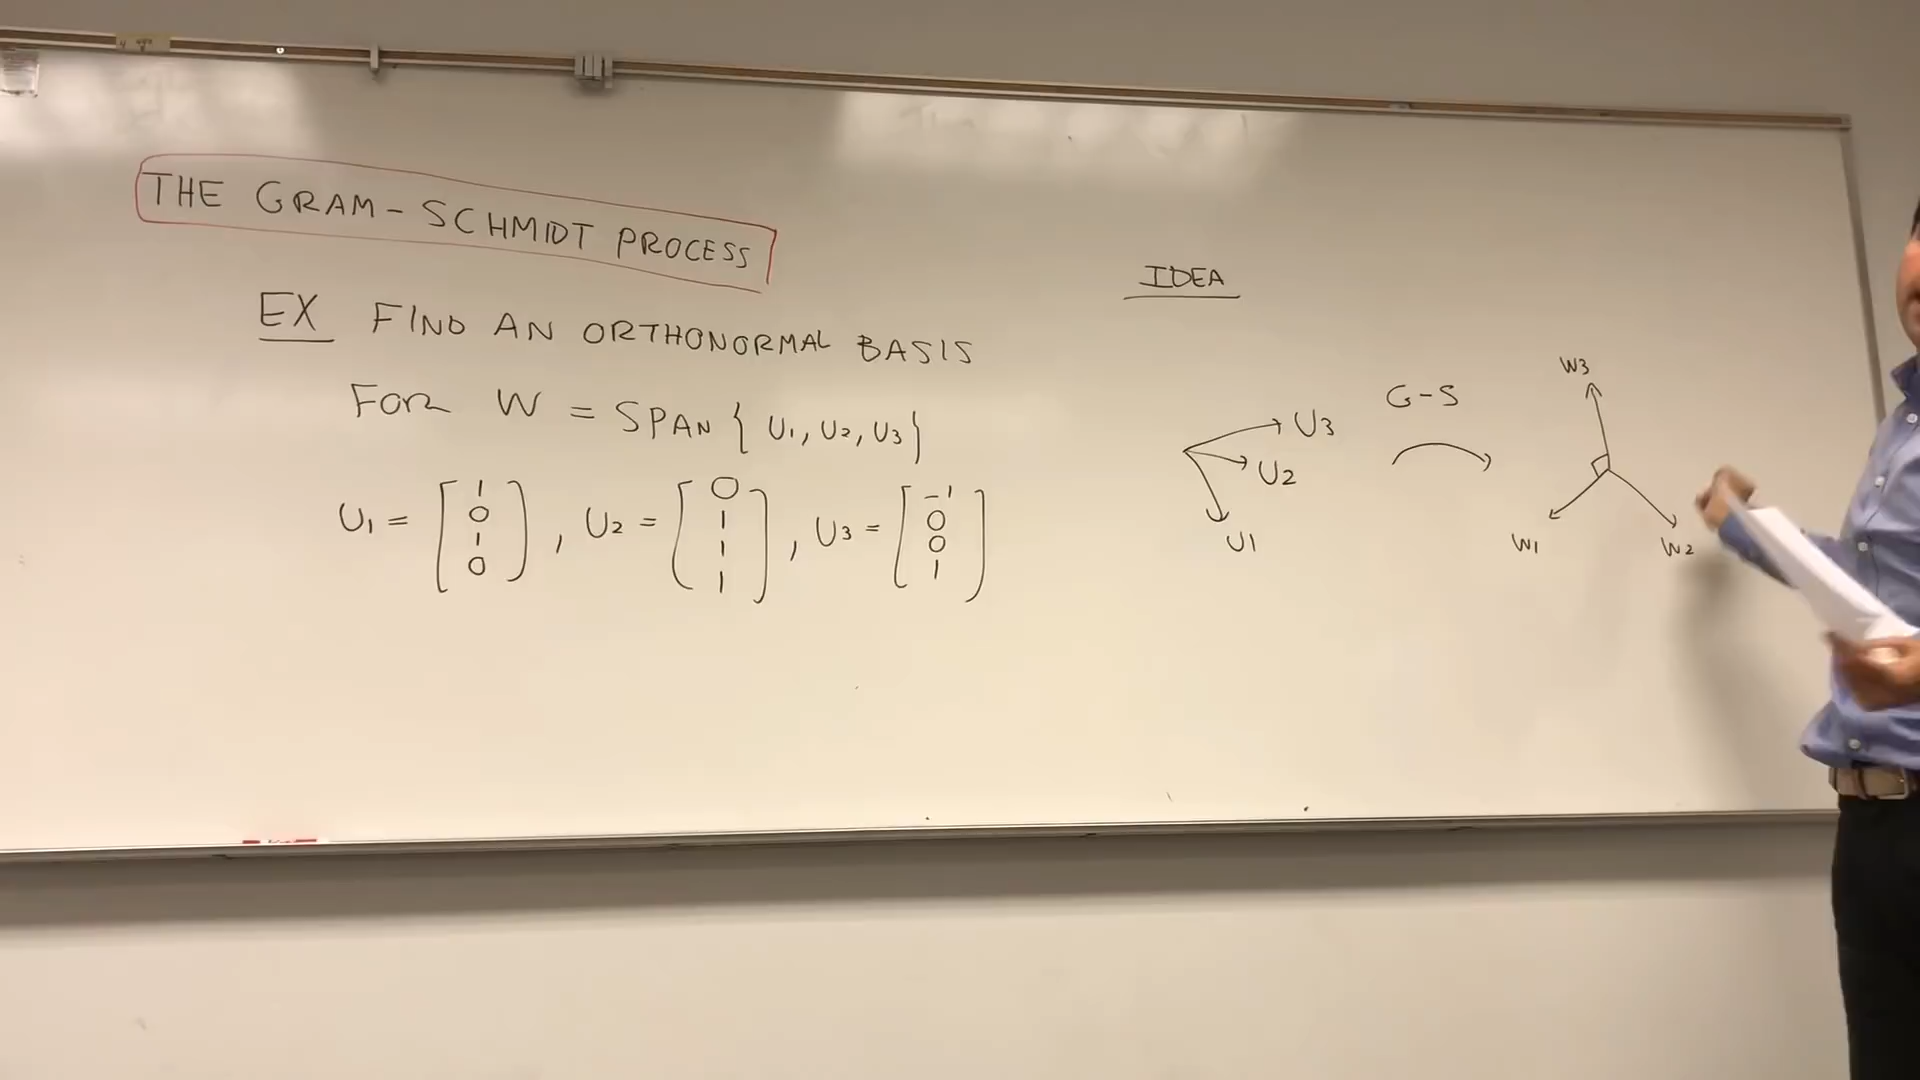 THE GRAM-SCHMIDT PROCESS
EX FIND AN ORTHONORMAL BASIS
FOR W = SPAN { U1, U2, U3 }
U1 = [ 1 0 1 0 ], U2 = [ 0 1 1 1 ], U3 = [ -1 0 0 1 ]
IDEA
U3
U2
U1
G-S
W3
W1
W2